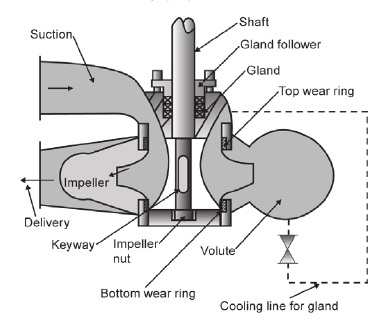 Shaft
Suction
Gland follower
Gland
Top wear ring
Impeller
Delivery
Keyway
Impeller
nut
Volute
Bottom wear ring
Cooling line for gland